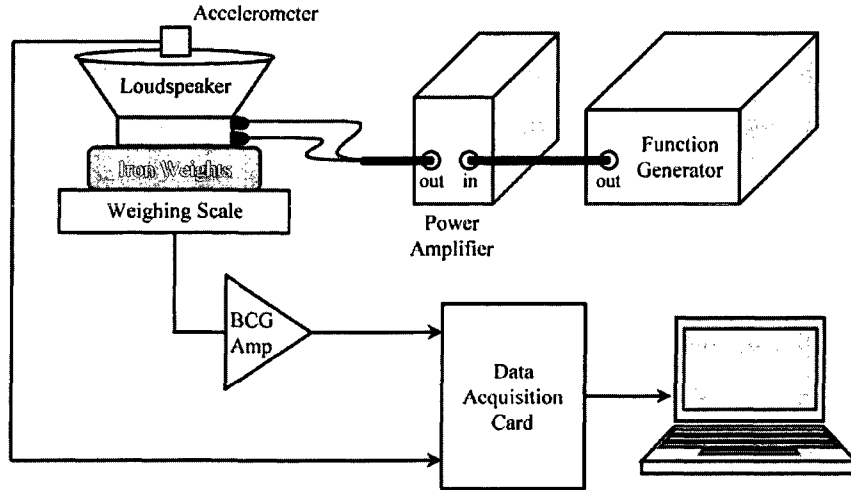 Accelerometer
Loudspeaker
Iron Weights
Weighing Scale
out
in
Power
Amplifier
out
Function
Generator
BCG
Amp
Data
Acquisition
Card